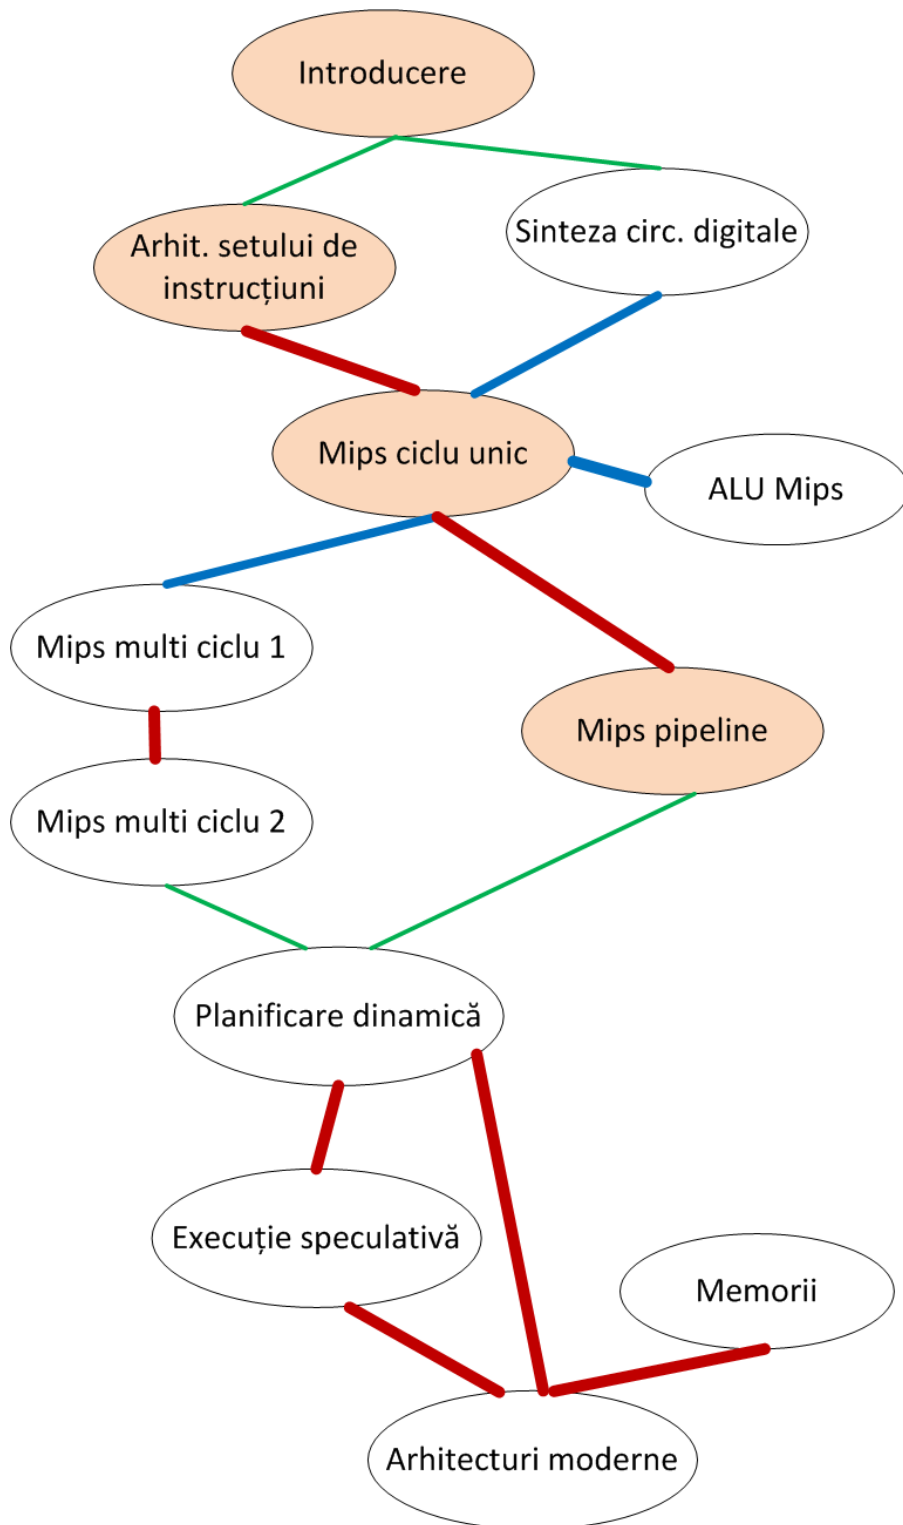 Introducere
Sinteza circ. digitale
Arhit. setului de
instrucțiuni
Mips ciclu unic
ALU Mips
Mips multi ciclu 1
Mips pipeline
Mips multi ciclu 2
Planificare dinamică
Execuție speculativă
Memorii
Arhitecturi moderne